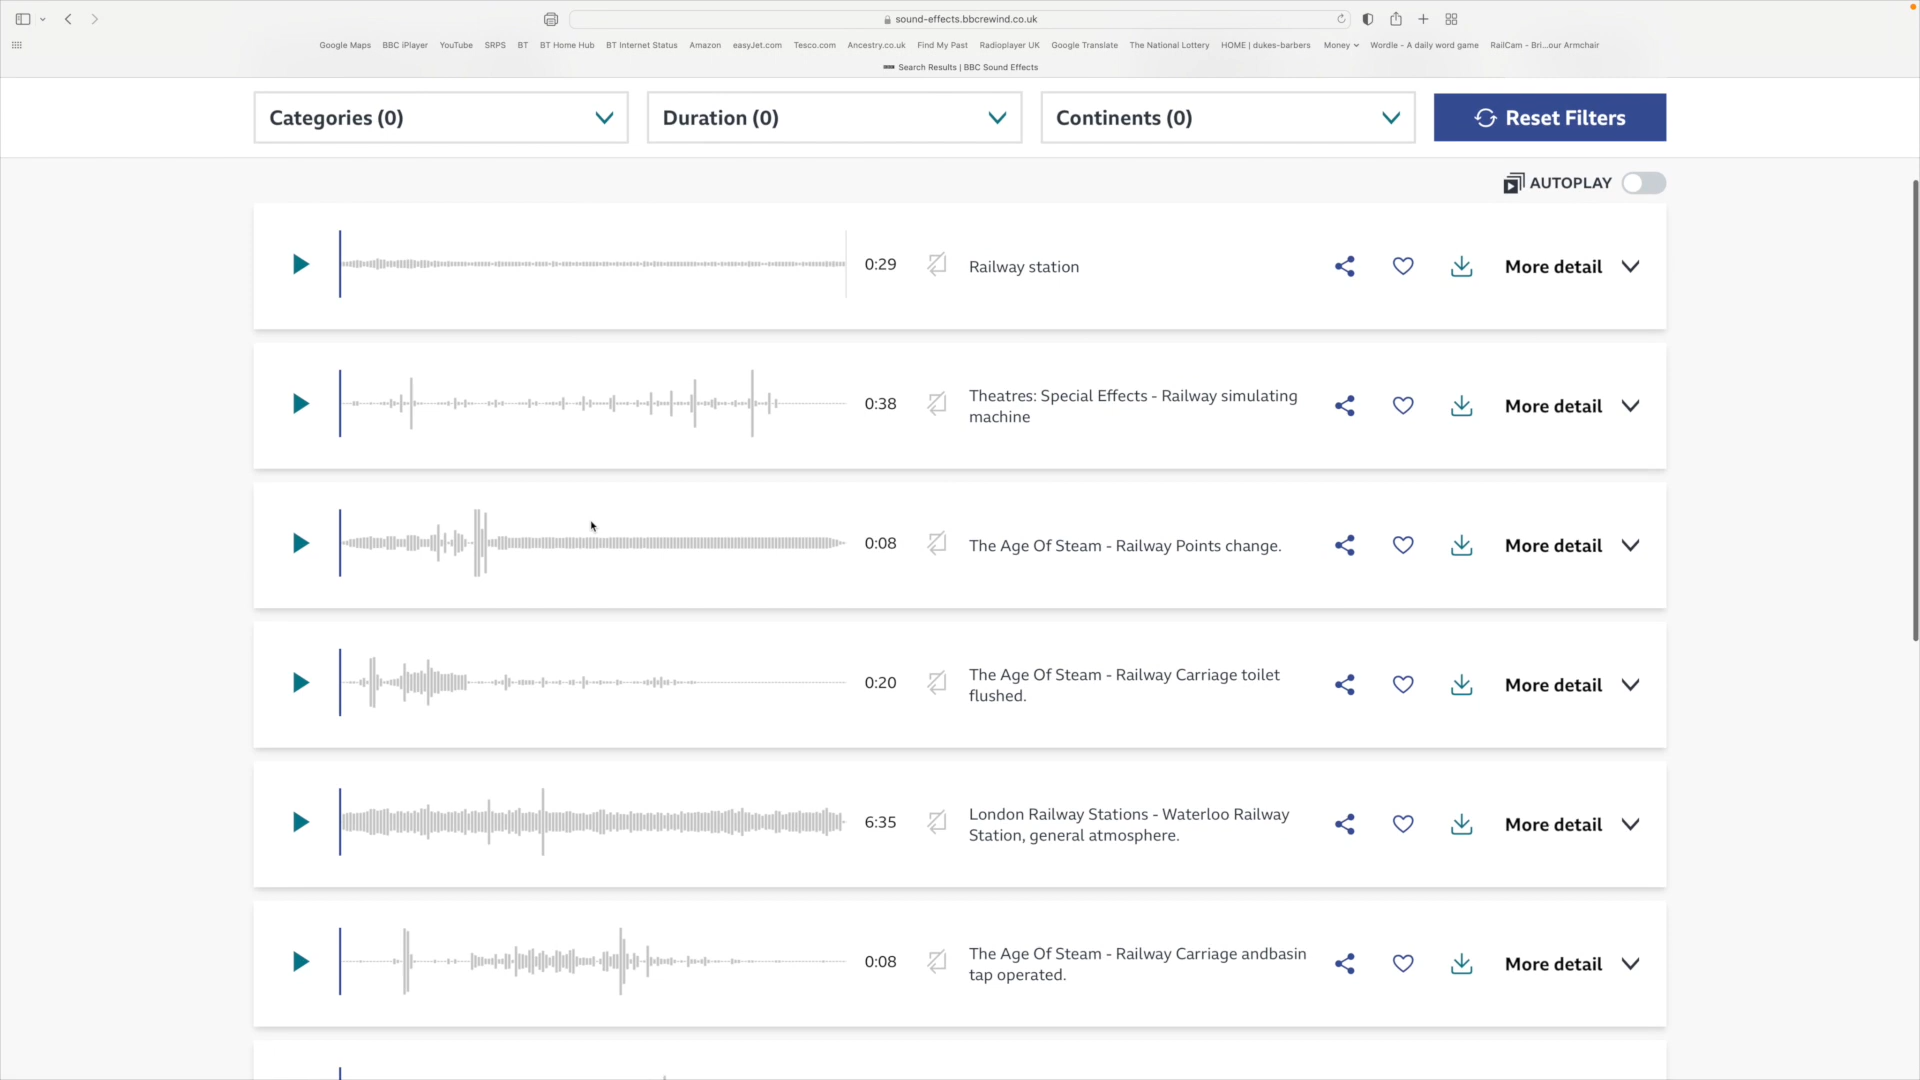 sound-effects.bbcrewind.co.uk
Google Maps BBC iPlayer YouTube SRPS BT BT Home Hub BT Internet Status Amazon easyJet.com Tesco.com Ancestry.co.uk Find My Past Radioplayer UK Google Translate The National Lottery HOME | dukes-barbers Money Wordle - A daily word game RailCam - Bri...our Armchair
Search Results | BBC Sound Effects
Categories (0) Duration (0) Continents (0) Reset Filters
AUTOPLAY
0:29 Railway station More detail
0:38 Theatres: Special Effects - Railway simulating
machine More detail
0:08 The Age Of Steam - Railway Points change. More detail
0:20 The Age Of Steam - Railway Carriage toilet
flushed. More detail
6:35 London Railway Stations - Waterloo Railway
Station, general atmosphere. More detail
0:08 The Age Of Steam - Railway Carriage andbasin
tap operated. More detail